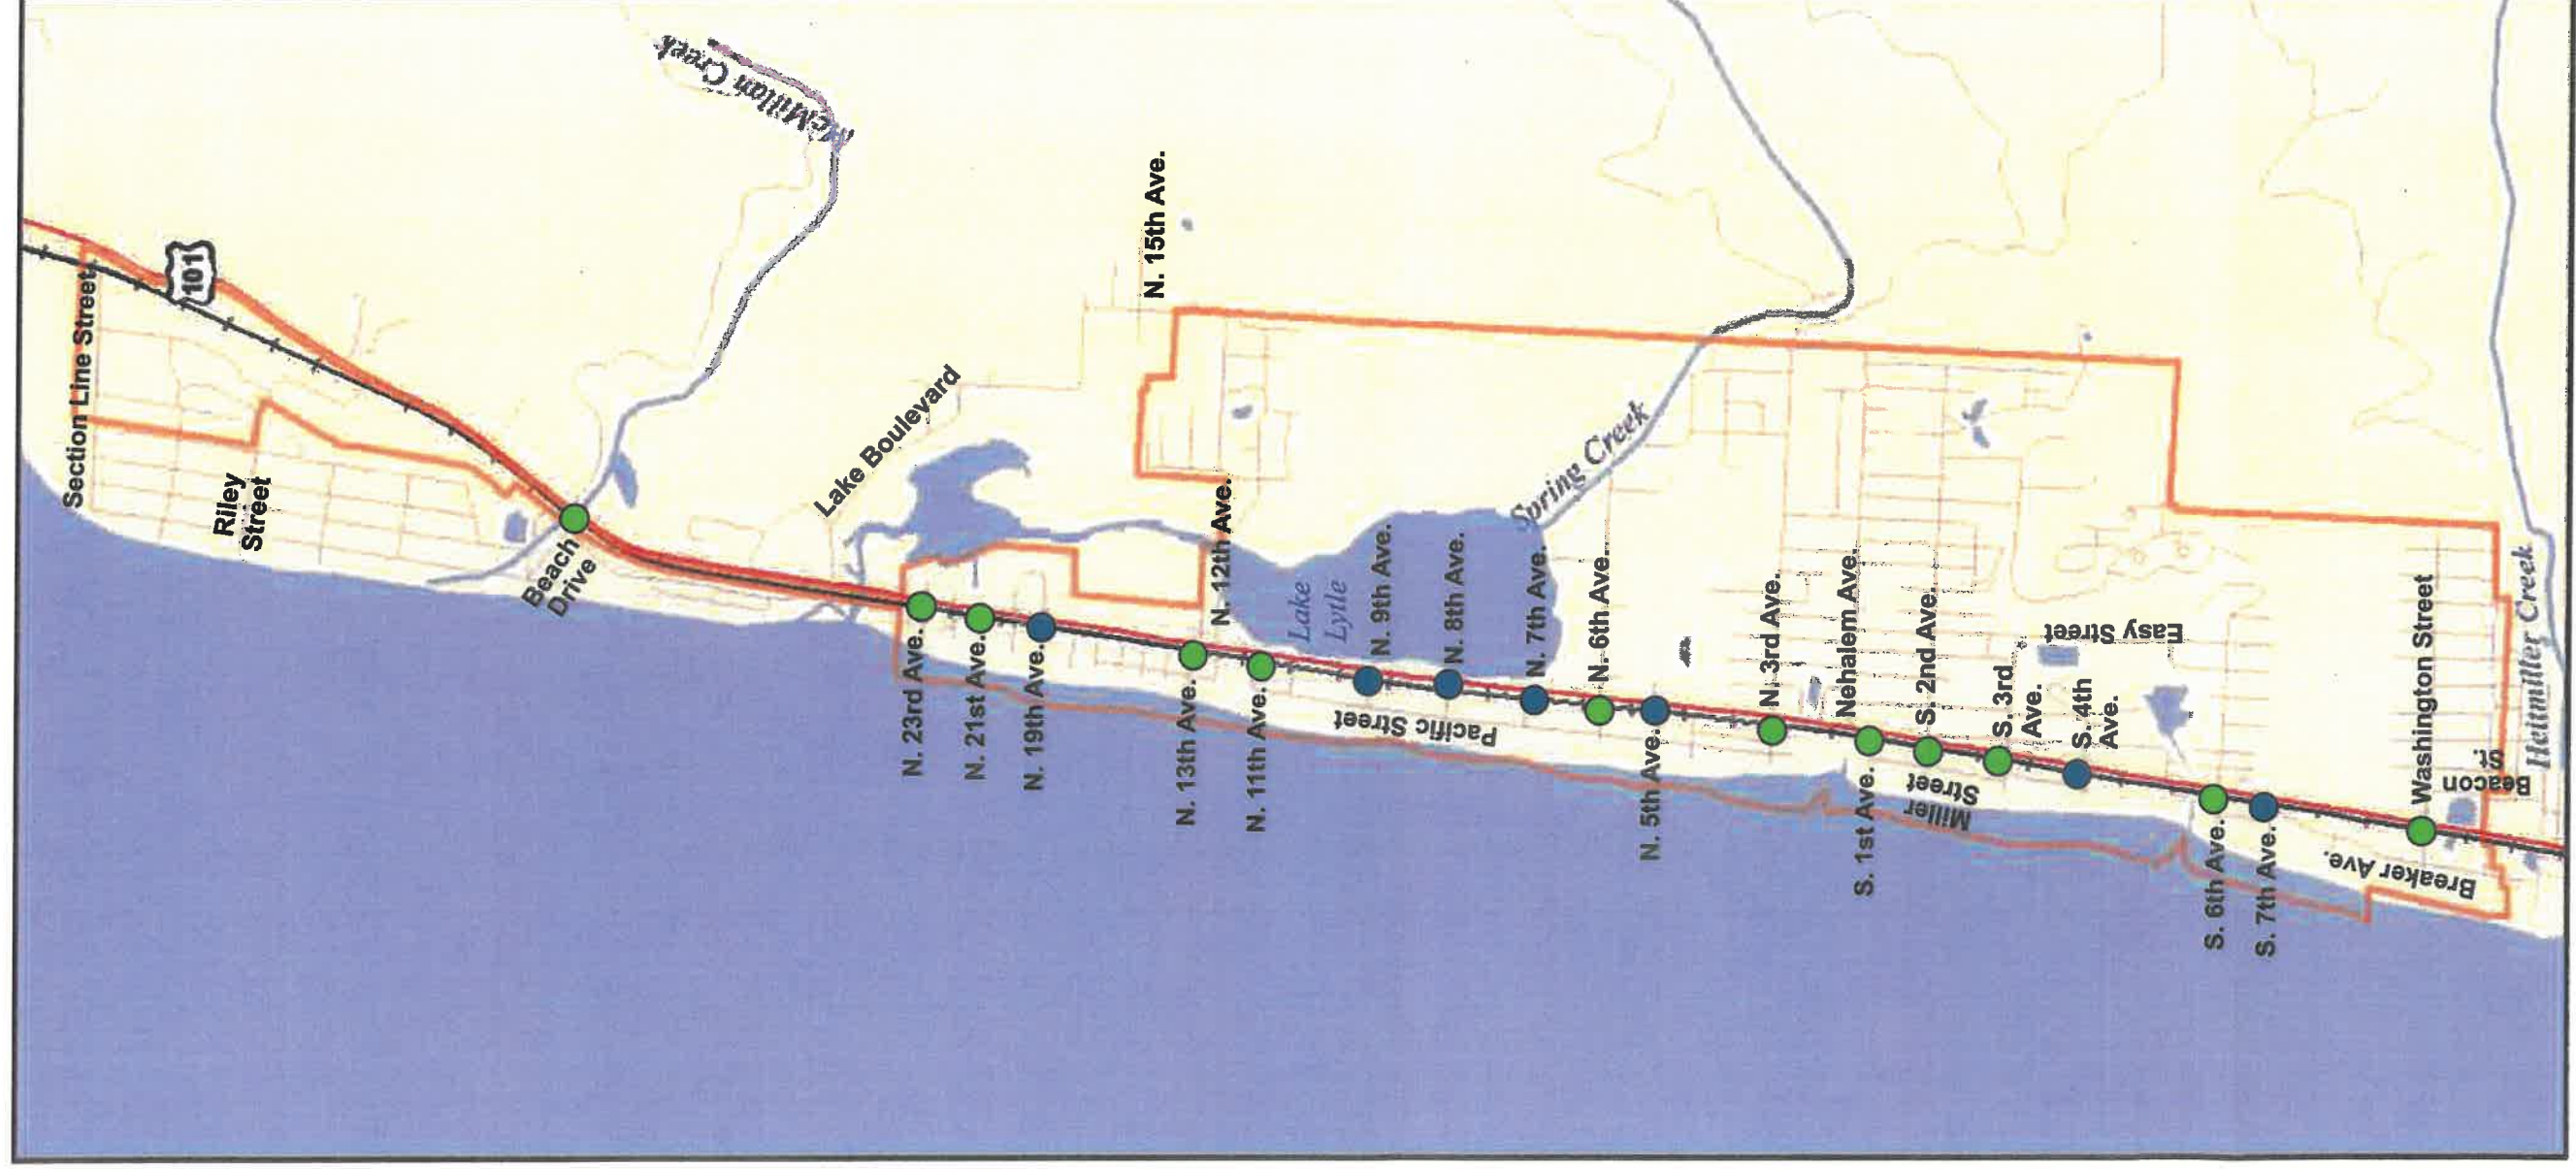 Section Line Street
101
McMillan Creek
Riley
Street
Beach
Drive
Lake Boulevard
N. 15th Ave.
N. 23rd Ave.
N. 21st Ave.
N. 19th Ave.
N. 13th Ave.
N. 12th Ave.
N. 11th Ave.
Lake
Lytle
Pacific Street
N. 9th Ave.
N. 8th Ave.
N. 7th Ave.
Spring Creek
N. 6th Ave.
N. 5th Ave.
N. 3rd Ave.
Nehalem Ave.
S. 1st Ave.
S. 2nd Ave.
Miller
Street
S. 3rd
Ave.
S. 4th
Ave.
Easy Street
S. 6th Ave.
S. 7th Ave.
Washington Street
Breaker Ave.
Beacon
St.
Heitmiller Creek